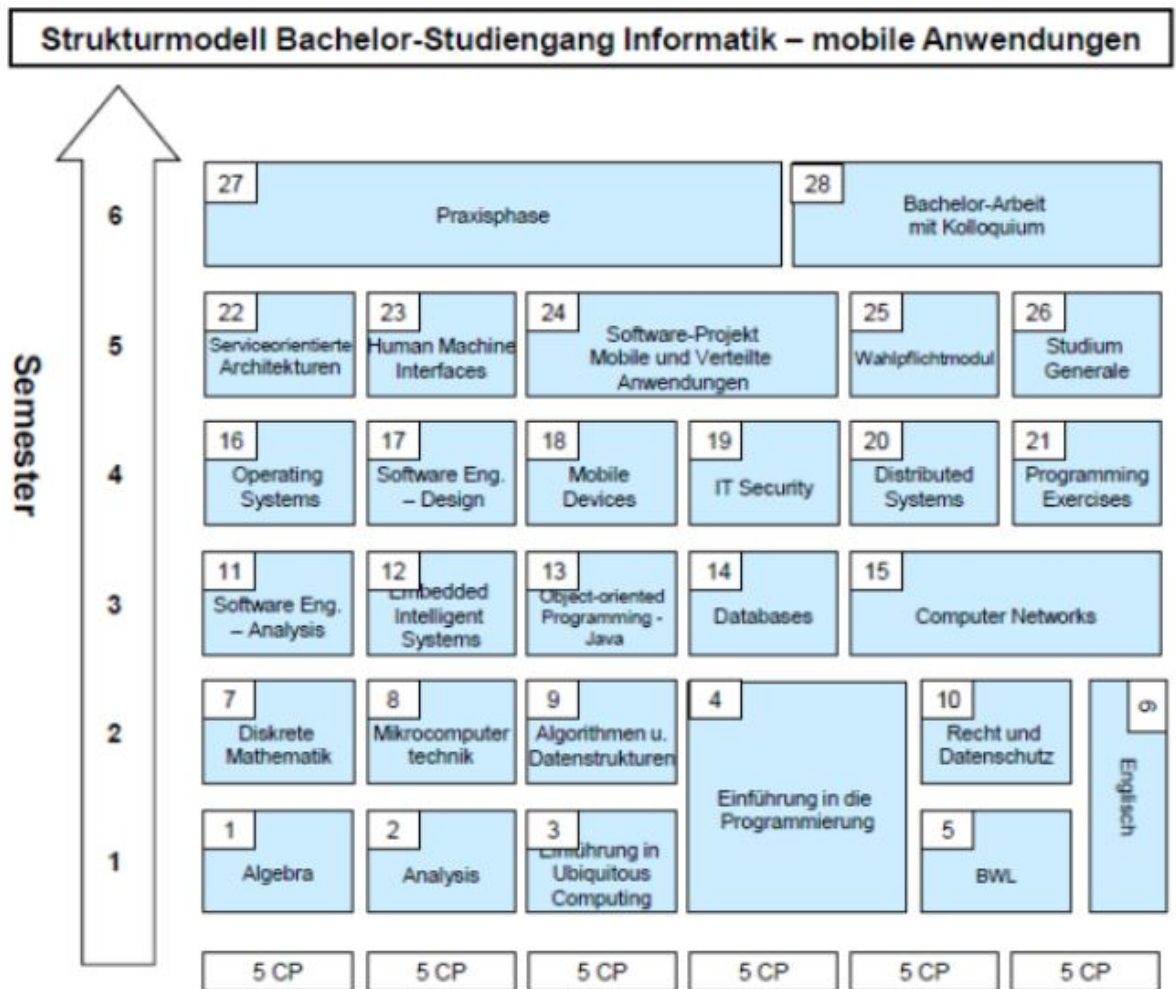 Strukturmodell Bachelor-Studiengang Informatik – mobile Anwendungen
Semester
6
27
Praxisphase
28
Bachelor-Arbeit
mit Kolloquium
5
22
Serviceorientierte
Architekturen
23
Human Machine
Interfaces
24
Software-Projekt
Mobile und Verteilte
Anwendungen
25
Wahlpflichtmodul
26
Studium
Generale
4
16
Operating
Systems
17
Software Eng.
– Design
18
Mobile
Devices
19
IT Security
20
Distributed
Systems
21
Programming
Exercises
3
11
Software Eng.
– Analysis
12
Embedded
Intelligent
Systems
13
Object-oriented
Programming -
Java
14
Databases
15
Computer Networks
2
7
Diskrete
Mathematik
8
Mikrocomputer
technik
9
Algorithmen u.
Datenstrukturen
4
Einführung in die
Programmierung
10
Recht und
Datenschutz
6
Englisch
1
1
Algebra
2
Analysis
3
Einführung in
Ubiquitous
Computing
5
BWL
5 CP
5 CP
5 CP
5 CP
5 CP
5 CP